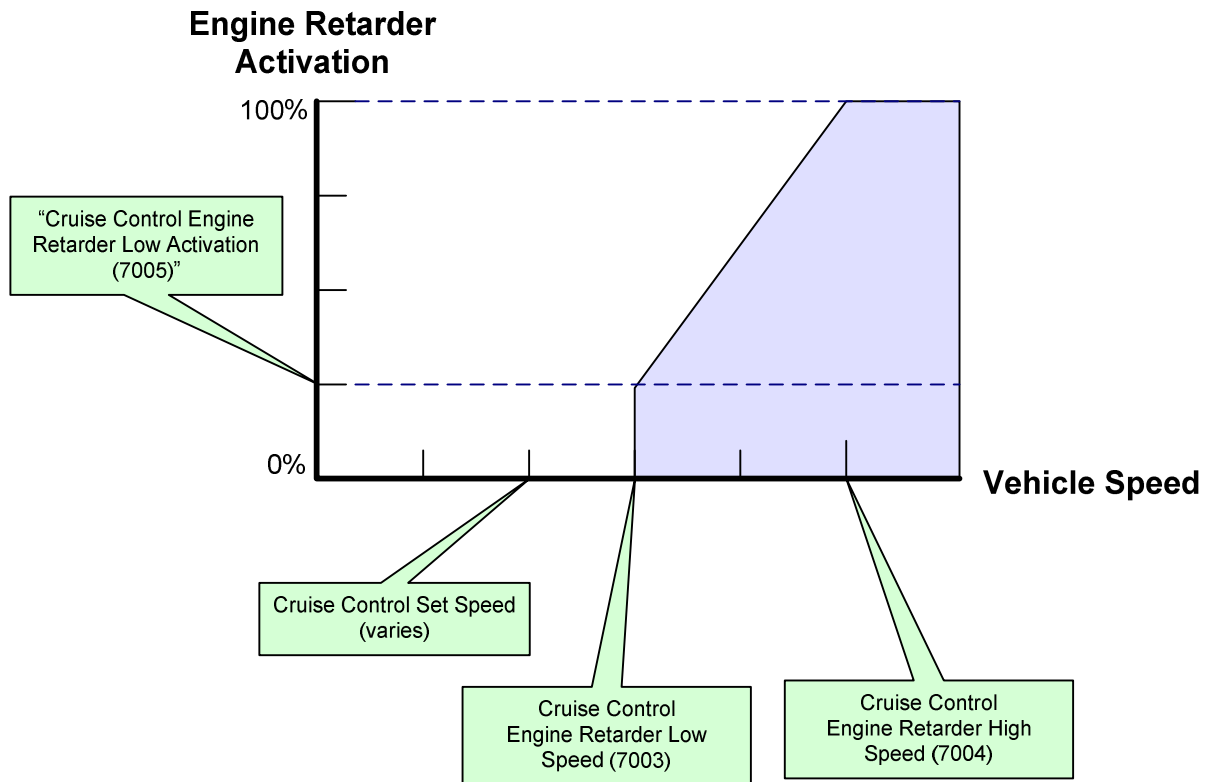 Engine Retarder
Activation
100%
“Cruise Control Engine
Retarder Low Activation
(7005)”
0%
Vehicle Speed
Cruise Control Set Speed
(varies)
Cruise Control
Engine Retarder Low
Speed (7003)
Cruise Control
Engine Retarder High
Speed (7004)